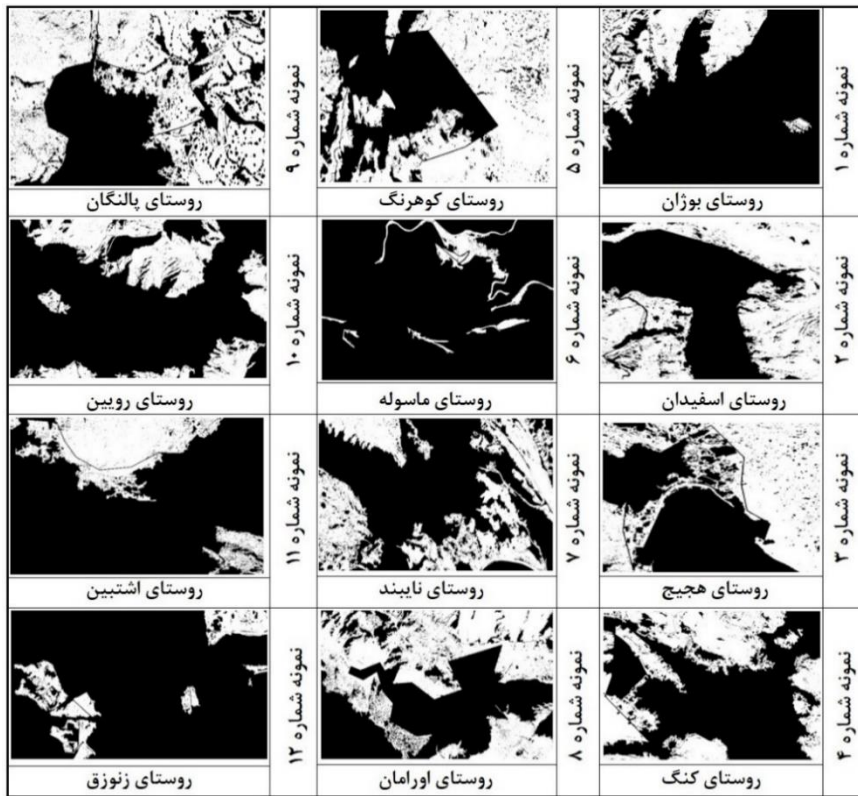 نمونه شماره ۱
روستای بوژان
نمونه شماره ۵
روستای کوهرنگ
نمونه شماره ۹
روستای پالنگان
نمونه شماره ۲
روستای اسفیدان
نمونه شماره ۶
روستای ماسوله
نمونه شماره ۱۰
روستای رویین
نمونه شماره ۳
روستای هجیج
نمونه شماره ۷
روستای نایبند
نمونه شماره ۱۱
روستای اشتبین
نمونه شماره ۴
روستای کنگ
نمونه شماره ۸
روستای اورامان
نمونه شماره ۱۲
روستای زنوزق